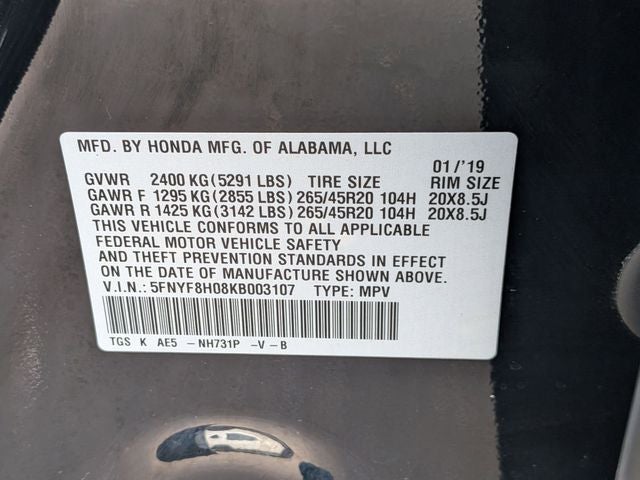 MFD. BY HONDA MFG. OF ALABAMA, LLC
01/'19
GVWR 2400 KG(5291 LBS) TIRE SIZE RIM SIZE
GAWR F 1295 KG(2855 LBS)265/45R20 104H 20X8.5J
GAWR R 1425 KG(3142 LBS)265/45R20 104H 20X8.5J
THIS VEHICLE CONFORMS TO ALL APPLICABLE
FEDERAL MOTOR VEHICLE SAFETY
AND THEFT PREVENTION STANDARDS IN EFFECT
ON THE DATE OF MANUFACTURE SHOWN ABOVE.
V.I.N.: 5FNYF8H08KB003107 TYPE: MPV
TGS K AE5 -NH731P -V-B